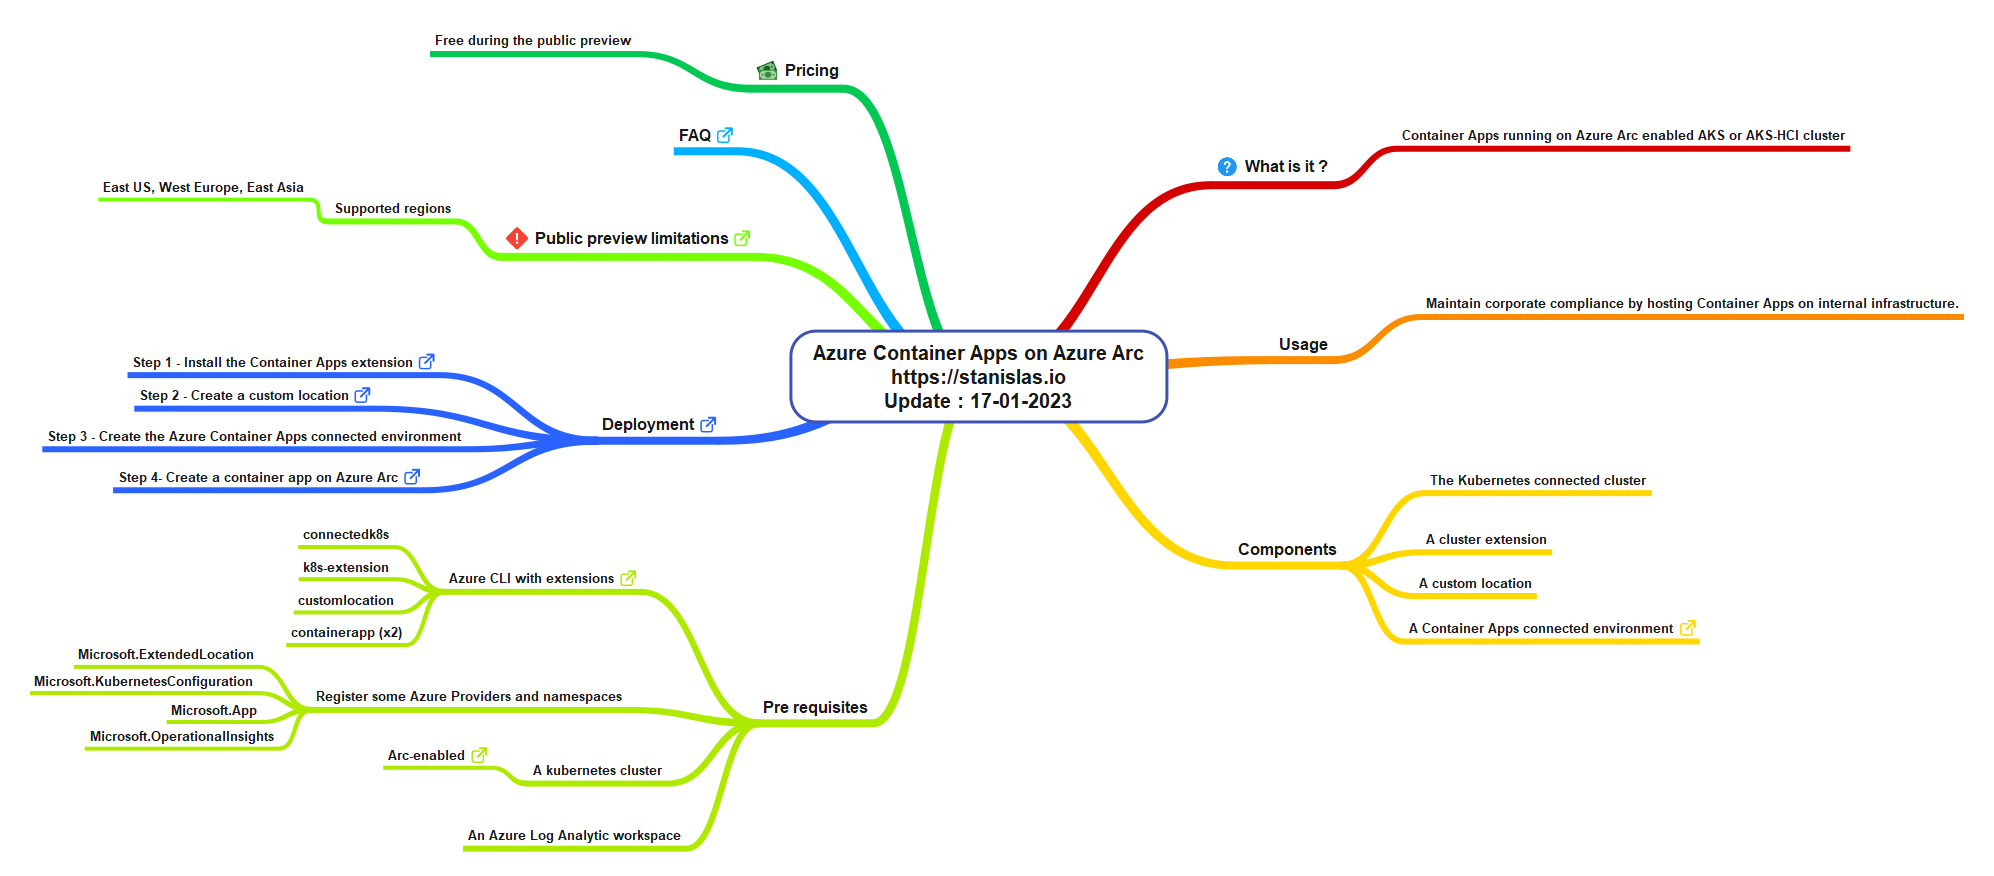 Azure Container Apps on Azure Arc
https://stanislas.io
Update : 17-01-2023
What is it ?
Container Apps running on Azure Arc enabled AKS or AKS-HCI cluster
Usage
Maintain corporate compliance by hosting Container Apps on internal infrastructure.
Components
The Kubernetes connected cluster
A cluster extension
A custom location
A Container Apps connected environment
Pre requisites
Azure CLI with extensions
connectedk8s
k8s-extension
customlocation
containerapp (x2)
Register some Azure Providers and namespaces
Microsoft.ExtendedLocation
Microsoft.KubernetesConfiguration
Microsoft.App
Microsoft.OperationalInsights
A kubernetes cluster
Arc-enabled
An Azure Log Analytic workspace
Deployment
Step 1 - Install the Container Apps extension
Step 2 - Create a custom location
Step 3 - Create the Azure Container Apps connected environment
Step 4- Create a container app on Azure Arc
Public preview limitations
Supported regions
East US, West Europe, East Asia
FAQ
Pricing
Free during the public preview